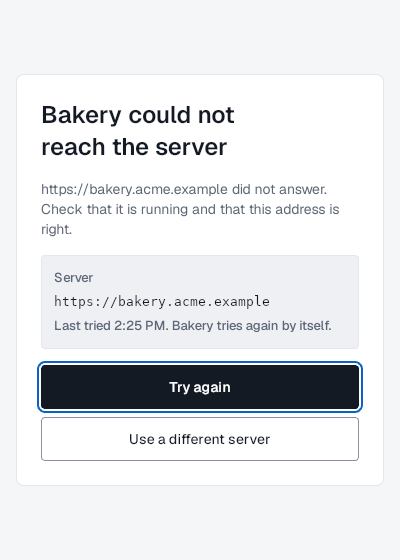 Bakery could not
reach the server
https://bakery.acme.example did not answer.
Check that it is running and that this address is
right.
Server
https://bakery.acme.example
Last tried 2:25 PM. Bakery tries again by itself.
Try again
Use a different server